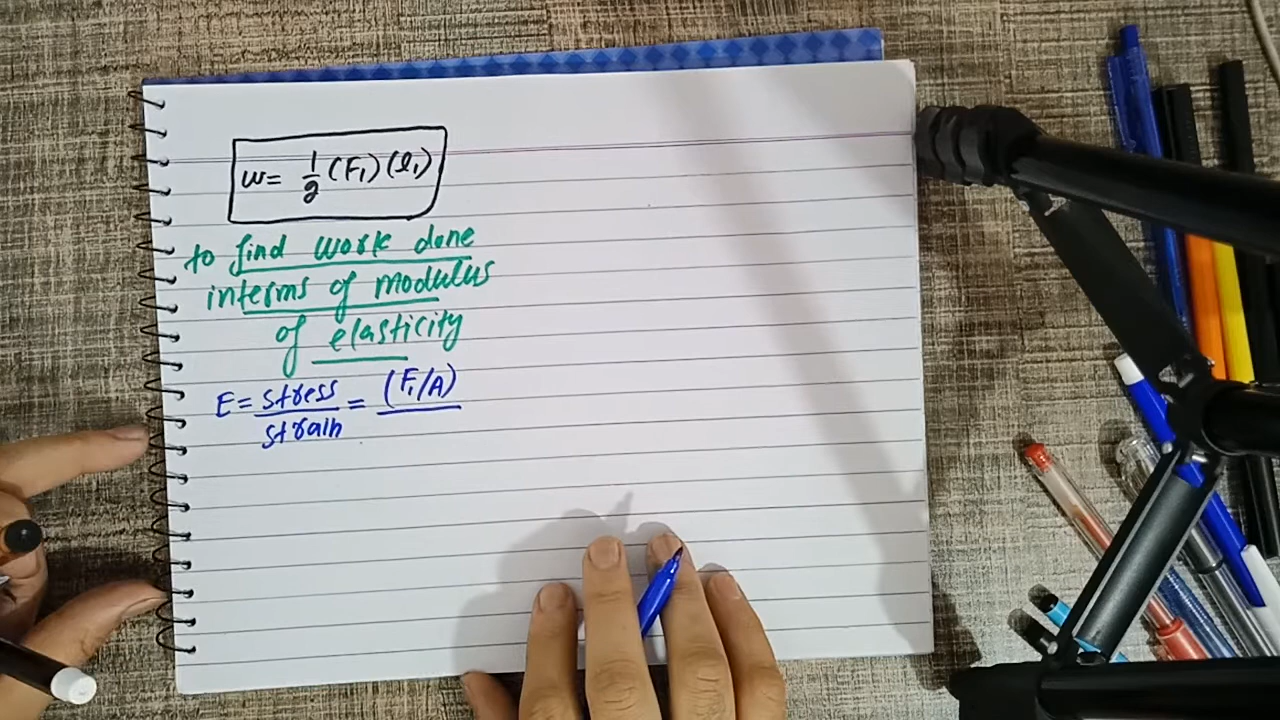 W = 1/2 (F₁) (l₁)
to find work done
interms of modulus
of elasticity
E = stress/strain = (F₁/A)